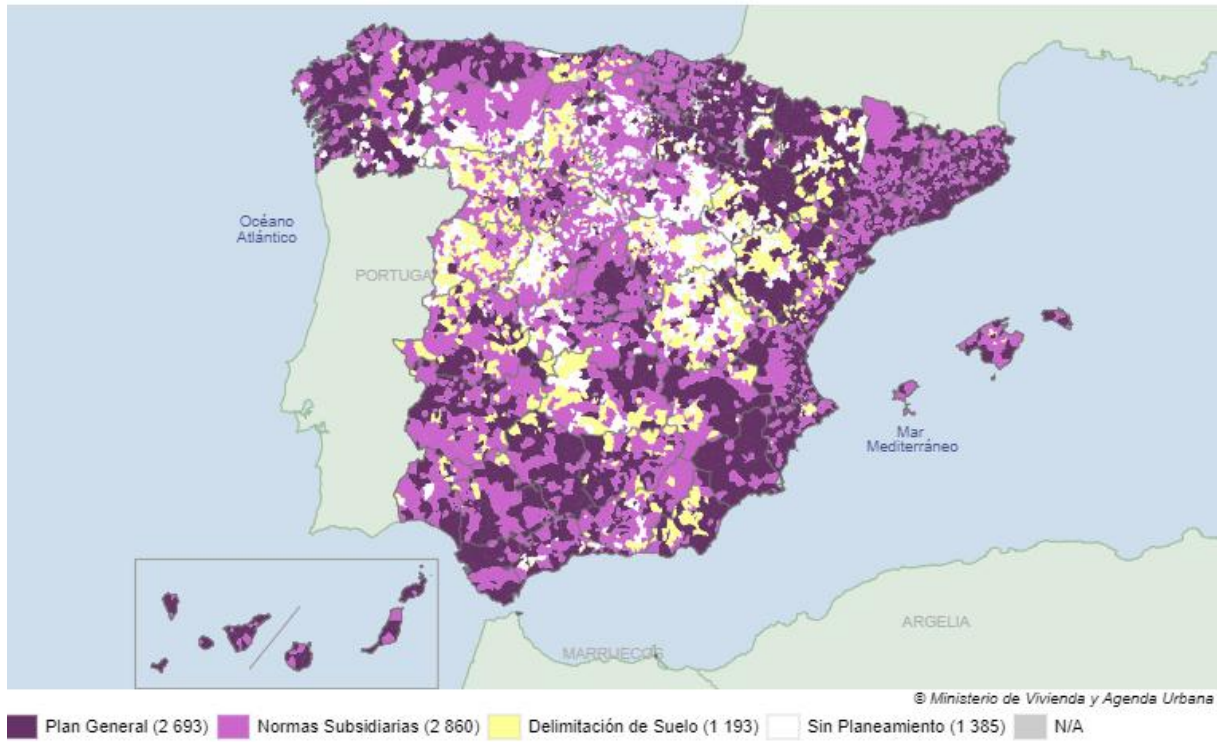 Océano
Atlántico
PORTUGA
Mar
Mediterráneo
ARGELIA
MARRUECOS
© Ministerio de Vivienda y Agenda Urbana
Plan General (2 693) Normas Subsidiarias (2 860) Delimitación de Suelo (1 193) Sin Planeamiento (1 385) N/A